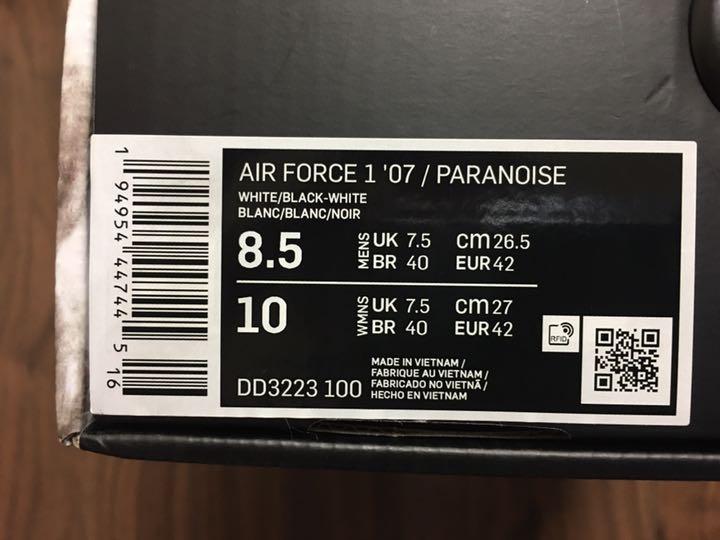 AIR FORCE 1 '07 / PARANOISE
WHITE/BLACK-WHITE
BLANC/BLANC/NOIR
8.5 MENS UK 7.5 cm 26.5
BR 40 EUR 42
10 WMNS UK 7.5 cm 27
BR 40 EUR 42
RFID
DD3223 100
MADE IN VIETNAM /
FABRIQUE AU VIETNAM /
FABRICADO NO VIETNÃ /
HECHO EN VIETNAM
1 94954 44744 5 16